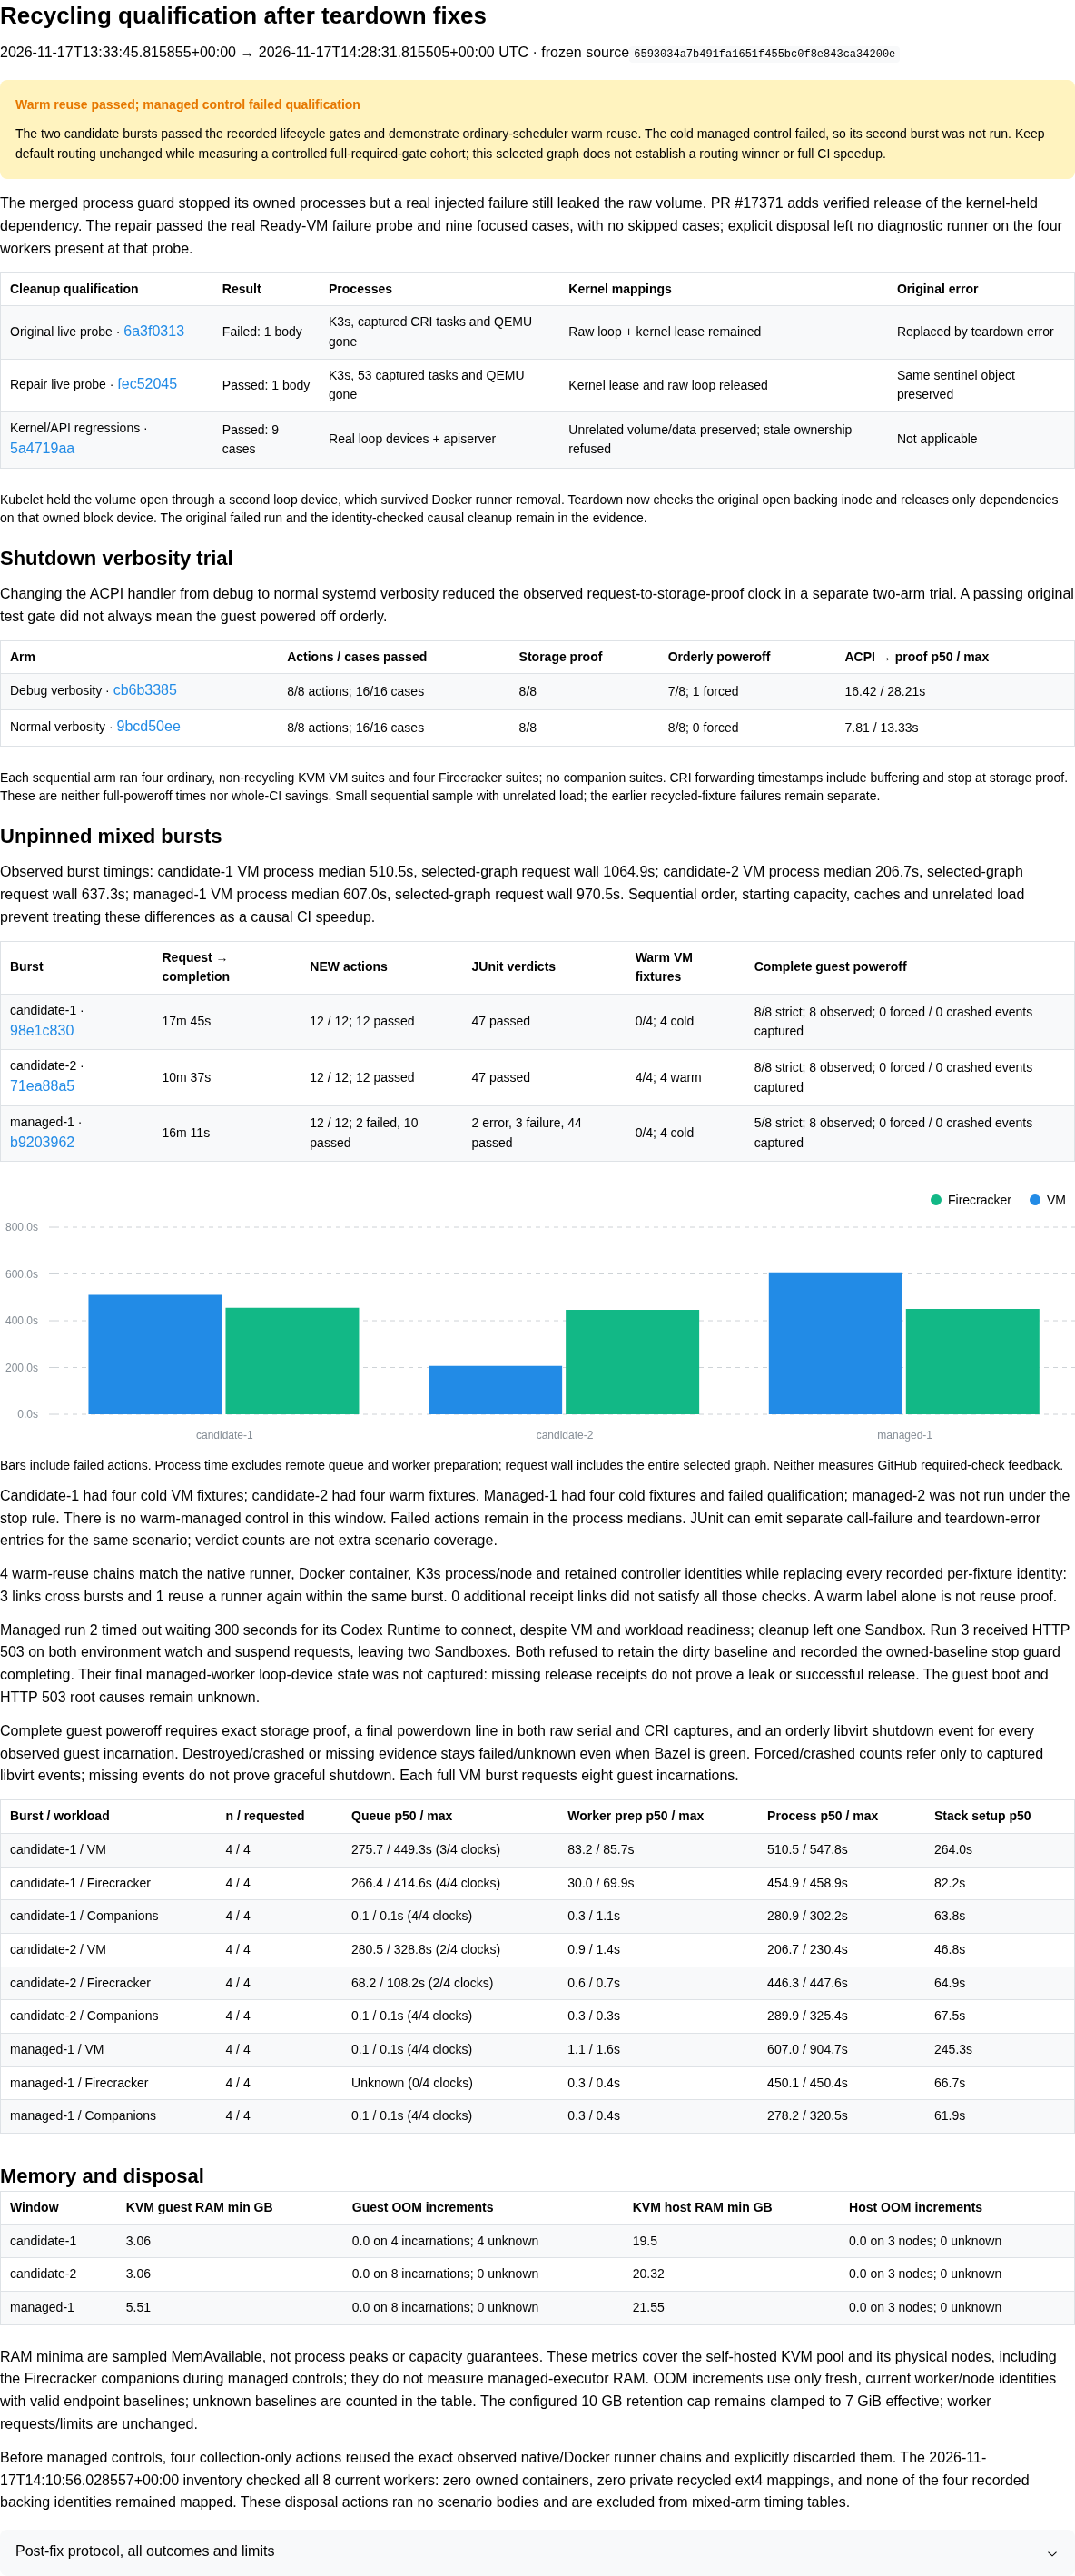 Recycling qualification after teardown fixes
2026-11-17T13:33:45.815855+00:00 → 2026-11-17T14:28:31.815505+00:00 UTC · frozen source 6593034a7b491fa1651f455bc0f8e843ca34200e
Warm reuse passed; managed control failed qualification
The two candidate bursts passed the recorded lifecycle gates and demonstrate ordinary-scheduler warm reuse. The cold managed control failed, so its second burst was not run. Keep
default routing unchanged while measuring a controlled full-required-gate cohort; this selected graph does not establish a routing winner or full CI speedup.
The merged process guard stopped its owned processes but a real injected failure still leaked the raw volume. PR #17371 adds verified release of the kernel-held
dependency. The repair passed the real Ready-VM failure probe and nine focused cases, with no skipped cases; explicit disposal left no diagnostic runner on the four
workers present at that probe.
Cleanup qualification Result Processes Kernel mappings Original error
Original live probe · 6a3f0313 Failed: 1 body K3s, captured CRI tasks and QEMU gone Raw loop + kernel lease remained Replaced by teardown error
Repair live probe · fec52045 Passed: 1 body K3s, 53 captured tasks and QEMU gone Kernel lease and raw loop released Same sentinel object preserved
Kernel/API regressions · 5a4719aa Passed: 9 cases Real loop devices + apiserver Unrelated volume/data preserved; stale ownership refused Not applicable
Kubelet held the volume open through a second loop device, which survived Docker runner removal. Teardown now checks the original open backing inode and releases only dependencies
on that owned block device. The original failed run and the identity-checked causal cleanup remain in the evidence.
Shutdown verbosity trial
Changing the ACPI handler from debug to normal systemd verbosity reduced the observed request-to-storage-proof clock in a separate two-arm trial. A passing original
test gate did not always mean the guest powered off orderly.
Arm Actions / cases passed Storage proof Orderly poweroff ACPI → proof p50 / max
Debug verbosity · cb6b3385 8/8 actions; 16/16 cases 8/8 7/8; 1 forced 16.42 / 28.21s
Normal verbosity · 9bcd50ee 8/8 actions; 16/16 cases 8/8 8/8; 0 forced 7.81 / 13.33s
Each sequential arm ran four ordinary, non-recycling KVM VM suites and four Firecracker suites; no companion suites. CRI forwarding timestamps include buffering and stop at storage proof.
These are neither full-poweroff times nor whole-CI savings. Small sequential sample with unrelated load; the earlier recycled-fixture failures remain separate.
Unpinned mixed bursts
Observed burst timings: candidate-1 VM process median 510.5s, selected-graph request wall 1064.9s; candidate-2 VM process median 206.7s, selected-graph
request wall 637.3s; managed-1 VM process median 607.0s, selected-graph request wall 970.5s. Sequential order, starting capacity, caches and unrelated load
prevent treating these differences as a causal CI speedup.
Burst Request → completion NEW actions JUnit verdicts Warm VM fixtures Complete guest poweroff
candidate-1 · 98e1c830 17m 45s 12 / 12; 12 passed 47 passed 0/4; 4 cold 8/8 strict; 8 observed; 0 forced / 0 crashed events captured
candidate-2 · 71ea88a5 10m 37s 12 / 12; 12 passed 47 passed 4/4; 4 warm 8/8 strict; 8 observed; 0 forced / 0 crashed events captured
managed-1 · b9203962 16m 11s 12 / 12; 2 failed, 10 passed 2 error, 3 failure, 44 passed 0/4; 4 cold 5/8 strict; 8 observed; 0 forced / 0 crashed events captured
Firecracker VM
800.0s
600.0s
400.0s
200.0s
0.0s
candidate-1 candidate-2 managed-1
Bars include failed actions. Process time excludes remote queue and worker preparation; request wall includes the entire selected graph. Neither measures GitHub required-check feedback.
Candidate-1 had four cold VM fixtures; candidate-2 had four warm fixtures. Managed-1 had four cold fixtures and failed qualification; managed-2 was not run under the
stop rule. There is no warm-managed control in this window. Failed actions remain in the process medians. JUnit can emit separate call-failure and teardown-error
entries for the same scenario; verdict counts are not extra scenario coverage.
4 warm-reuse chains match the native runner, Docker container, K3s process and retained controller identities while replacing every recorded per-fixture identity:
3 links cross bursts and 1 reuse a runner again within the same burst. 0 additional receipt links did not satisfy all those checks. A warm label alone is not reuse proof.
Managed run 2 timed out waiting 300 seconds for its Codex Runtime to connect, despite VM and workload readiness; cleanup left one Sandbox. Run 3 received HTTP
503 on both environment watch and suspend requests, leaving two Sandboxes. Both refused to retain the dirty baseline and recorded the owned-baseline stop guard
completing. Their final managed-worker loop-device state was not captured: missing release receipts do not prove a leak or successful release. The guest boot and
HTTP 503 root causes remain unknown.
Complete guest poweroff requires exact storage proof, a final powerdown line in both raw serial and CRI captures, and an orderly libvirt shutdown event for every
observed guest incarnation. Destroyed/crashed or missing evidence stays failed/unknown even when Bazel is green. Forced/crashed counts refer only to captured
libvirt events; missing events do not prove graceful shutdown. Each full VM burst requests eight guest incarnations.
Burst / workload n / requested Queue p50 / max Worker prep p50 / max Process p50 / max Stack setup p50
candidate-1 / VM 4 / 4 275.7 / 449.3s (3/4 clocks) 83.2 / 85.7s 510.5 / 547.8s 264.0s
candidate-1 / Firecracker 4 / 4 266.4 / 414.6s (4/4 clocks) 30.0 / 69.9s 454.9 / 458.9s 82.2s
candidate-1 / Companions 4 / 4 0.1 / 0.1s (4/4 clocks) 0.3 / 1.1s 280.9 / 302.2s 63.8s
candidate-2 / VM 4 / 4 280.5 / 328.8s (2/4 clocks) 0.9 / 1.4s 206.7 / 230.4s 46.8s
candidate-2 / Firecracker 4 / 4 68.2 / 108.2s (2/4 clocks) 0.6 / 0.7s 446.3 / 447.6s 64.9s
candidate-2 / Companions 4 / 4 0.1 / 0.1s (4/4 clocks) 0.3 / 0.3s 289.9 / 325.4s 67.5s
managed-1 / VM 4 / 4 0.1 / 0.1s (4/4 clocks) 1.1 / 1.6s 607.0 / 904.7s 245.3s
managed-1 / Firecracker 4 / 4 Unknown (0/4 clocks) 0.3 / 0.4s 450.1 / 450.4s 66.7s
managed-1 / Companions 4 / 4 0.1 / 0.1s (4/4 clocks) 0.3 / 0.4s 278.2 / 320.5s 61.9s
Memory and disposal
Window KVM guest RAM min GB Guest OOM increments KVM host RAM min GB Host OOM increments
candidate-1 3.06 0.0 on 4 incarnations; 4 unknown 19.5 0.0 on 3 nodes; 0 unknown
candidate-2 3.06 0.0 on 8 incarnations; 0 unknown 20.32 0.0 on 3 nodes; 0 unknown
managed-1 5.51 0.0 on 8 incarnations; 0 unknown 21.55 0.0 on 3 nodes; 0 unknown
RAM minima are sampled MemAvailable, not process peaks or capacity guarantees. These metrics cover the self-hosted KVM pool and its physical nodes, including
the Firecracker companions during managed controls; they do not measure managed-executor RAM. OOM increments use only fresh, current worker/node identities
with valid endpoint baselines; unknown baselines are counted in the table. The configured 10 GB retention cap remains clamped to 7 GiB effective; worker
requests/limits are unchanged.
Before managed controls, four collection-only actions reused the exact observed native/Docker runner chains and explicitly discarded them. The 2026-11-
17T14:10:56.028557+00:00 inventory checked all 8 current workers: zero owned containers, zero private recycled ext4 mappings, and none of the four recorded
backing identities remained mapped. These disposal actions ran no scenario bodies and are excluded from mixed-arm timing tables.
Post-fix protocol, all outcomes and limits